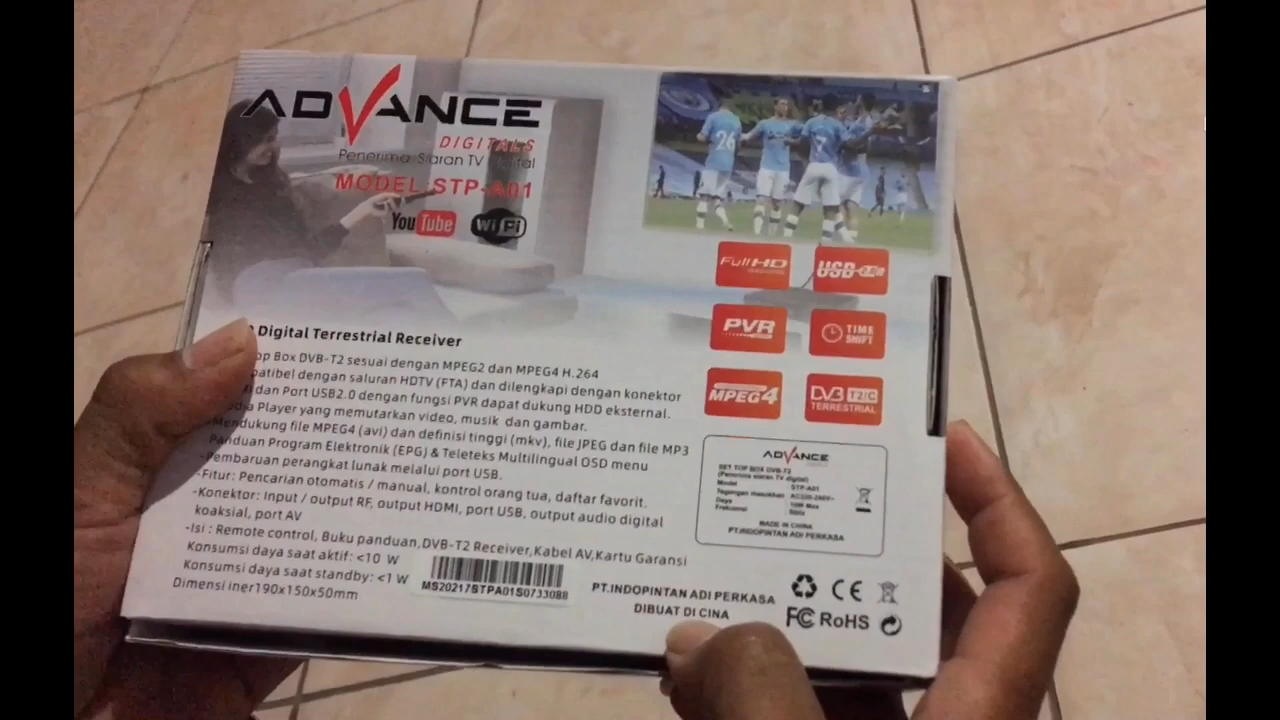 ADVANCE
DIGITALS
Penerima Siaran TV Digital
MODEL:STP-A01
YouTube WiFi
26
7
Full HD
USB 2.0
PVR
TIME SHIFT
MPEG4
DVB T2/C
TERRESTRIAL
Digital Terrestrial Receiver
Box DVB-T2 sesuai dengan MPEG2 dan MPEG4 H.264
dengan saluran HDTV (FTA) dan dilengkapi dengan konektor
dan Port USB2.0 dengan fungsi PVR dapat dukung HDD eksternal.
Player yang memutarkan video, musik dan gambar.
Mendukung file MPEG4 (avi) dan definisi tinggi (mkv), file JPEG dan file MP3
Panduan Program Elektronik (EPG) & Teleteks Multilingual OSD menu
-Pembaruan perangkat lunak melalui port USB.
-Fitur: Pencarian otomatis / manual, kontrol orang tua, daftar favorit.
-Konektor: Input / output RF, output HDMI, port USB, output audio digital
koaksial, port AV
-Isi : Remote control, Buku panduan,DVB-T2 Receiver,Kabel AV,Kartu Garansi
Konsumsi daya saat aktif: <10 W
Konsumsi daya saat standby: <1 W
Dimensi iner190x150x50mm
MS20217STPA01S0733088
PT.INDOPINTAN ADI PERKASA
DIBUAT DI CINA
CE
FC RoHS
ADVANCE
SET TOP BOX DVB-T2
(Penerima siaran TV digital)
Model STP-A01
Tegangan masukkan AC220-240V~
Daya 10W Max
Frekuensi 50Hz
MADE IN CHINA
PT.INDOPINTAN ADI PERKASA